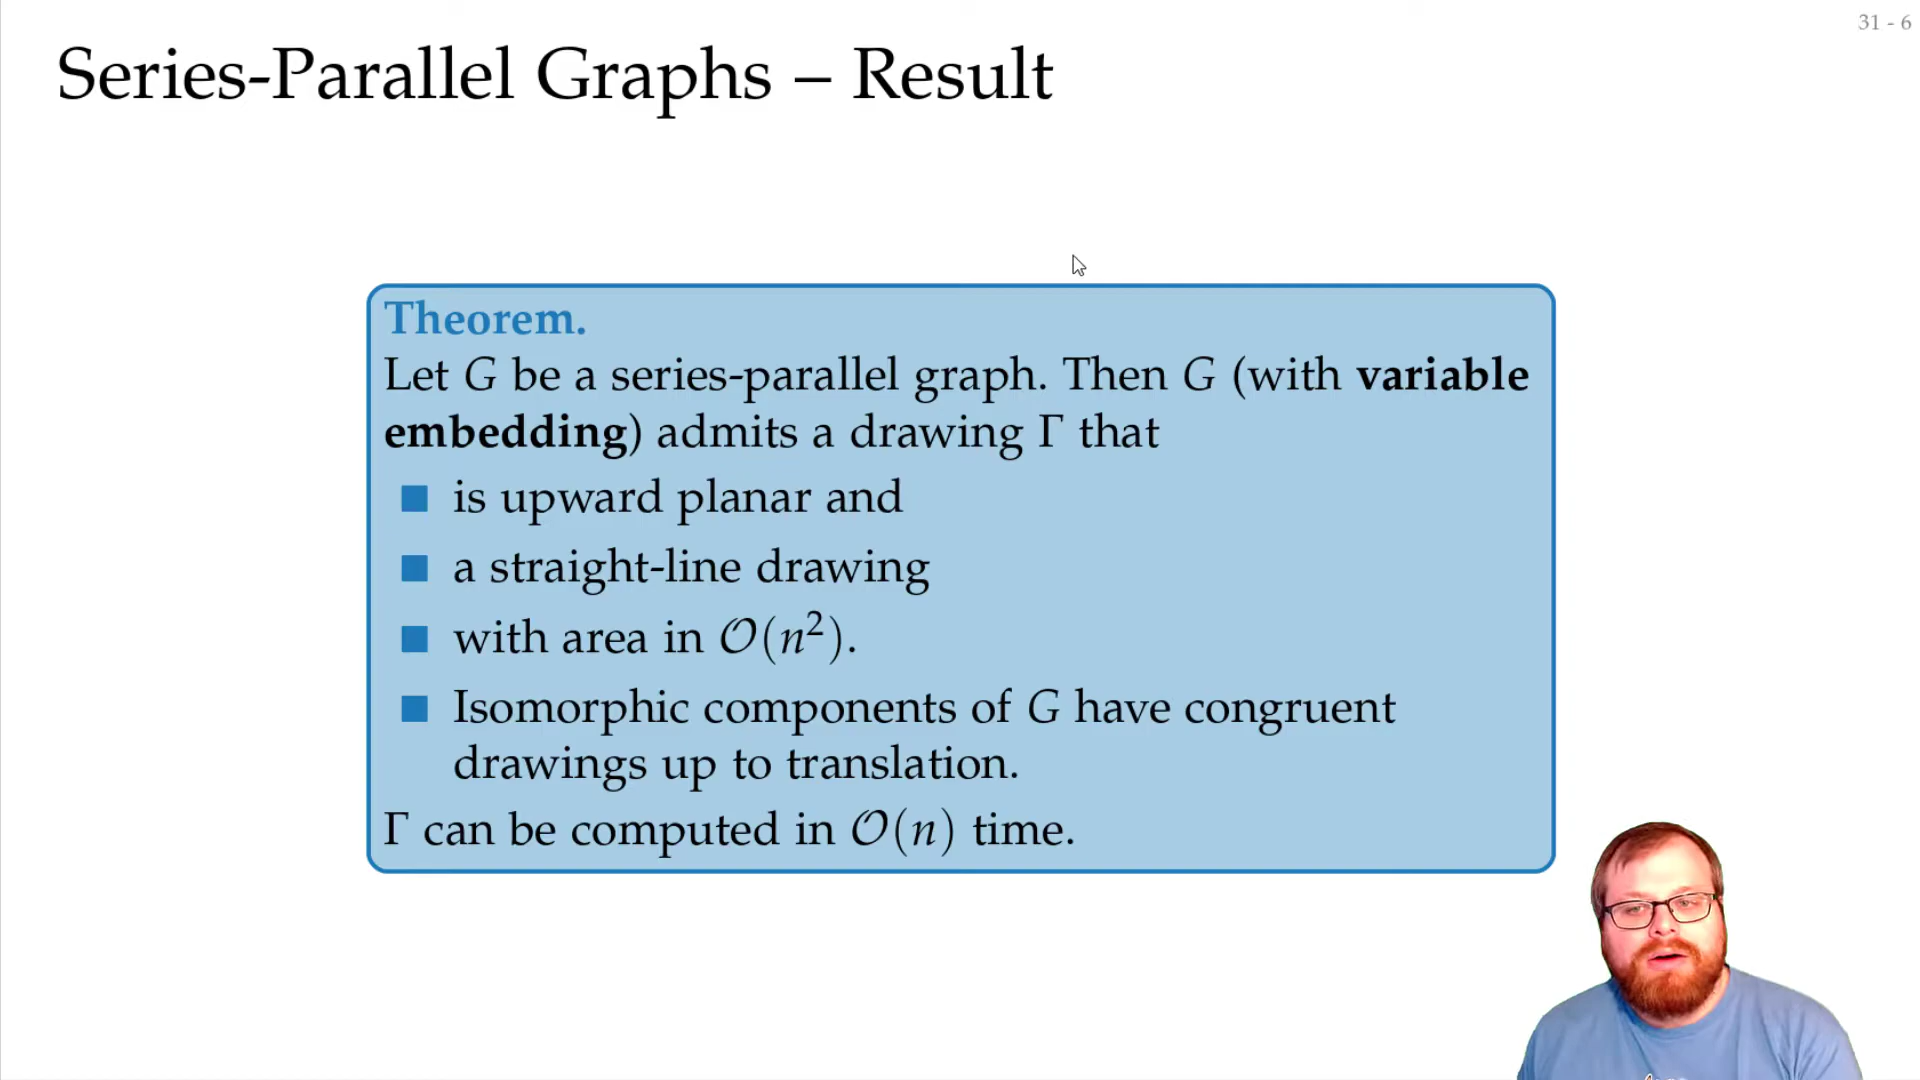 31 - 6
Series-Parallel Graphs – Result
Theorem.
Let G be a series-parallel graph. Then G (with variable
embedding) admits a drawing Γ that
is upward planar and
a straight-line drawing
with area in 𝒪(n²).
Isomorphic components of G have congruent
drawings up to translation.
Γ can be computed in 𝒪(n) time.